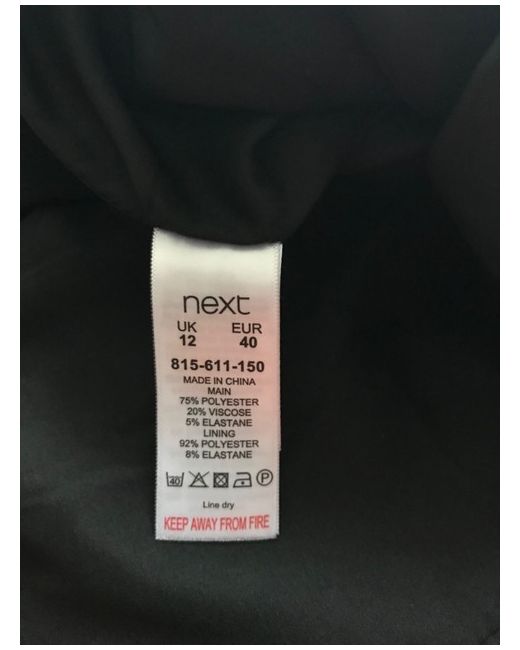 next
UK EUR
12 40
815-611-150
MADE IN CHINA
MAIN
75% POLYESTER
20% VISCOSE
5% ELASTANE
LINING
92% POLYESTER
8% ELASTANE
40 P
Line dry
KEEP AWAY FROM FIRE